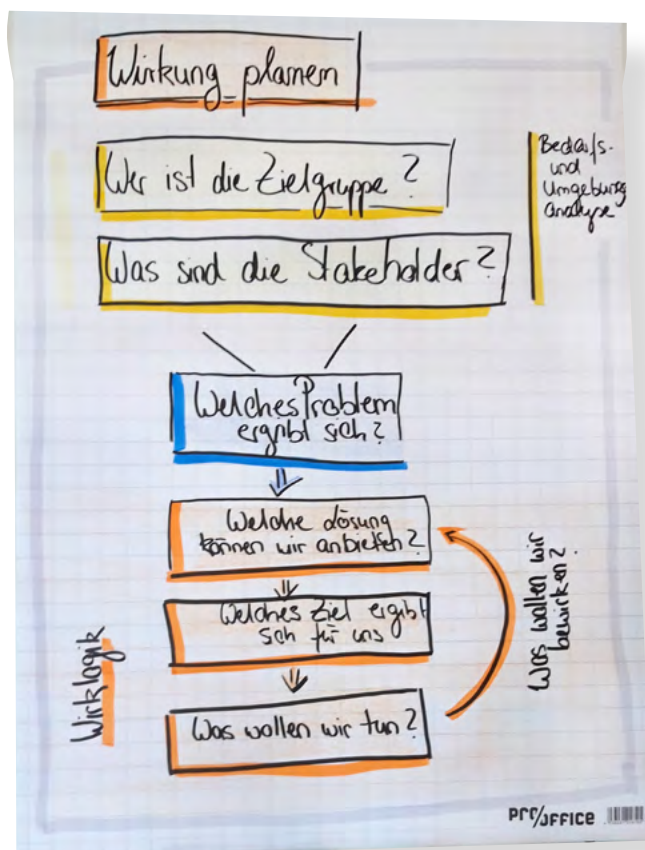 Wirkung planen
Wer ist die Zielgruppe?
Bedarfs-
und
Umgebung
analyse
Was sind die Stakeholder?
Welches Problem
ergibt sich?
Welche Lösung
können wir anbieten?
Welches Ziel ergibt
sich für uns
Was wollen wir tun?
Wirklogik
Was wollen wir
bewirken?
PRO/OFFICE